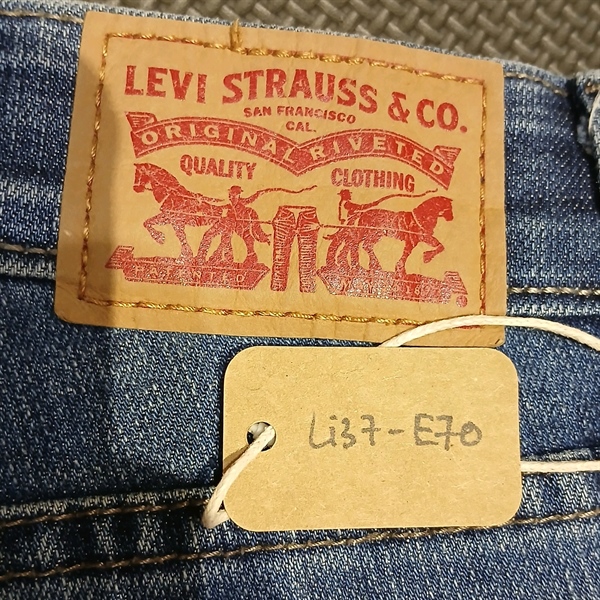 LEVI STRAUSS & CO.
SAN FRANCISCO
CAL.
ORIGINAL RIVETED
QUALITY CLOTHING
Li37-E70